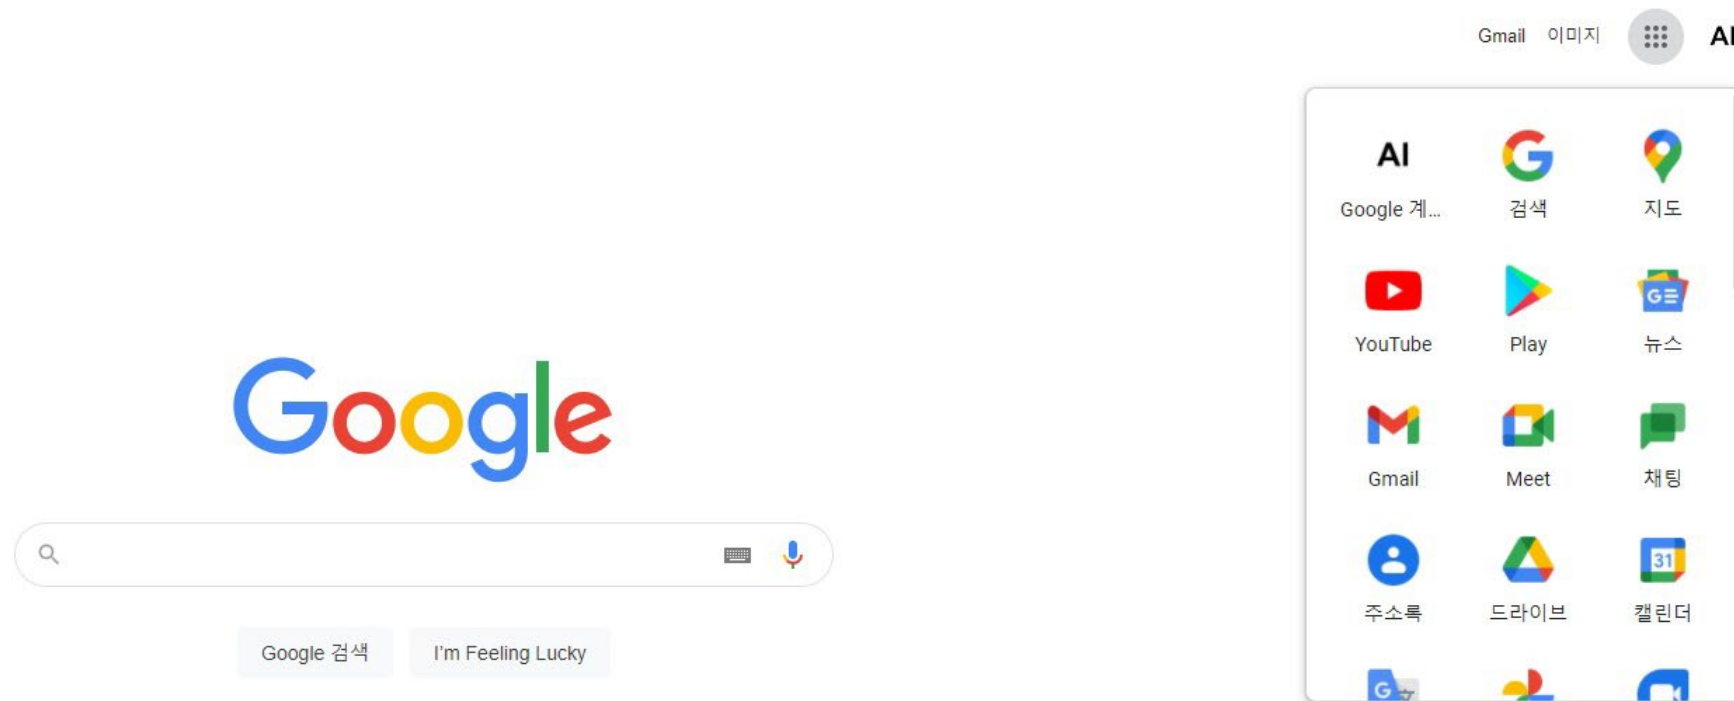 Gmail 이미지 AI
AI
Google 계...
검색
지도
YouTube
Play
뉴스
Gmail
Meet
채팅
31
주소록
드라이브
캘린더
Google
Google 검색
I'm Feeling Lucky